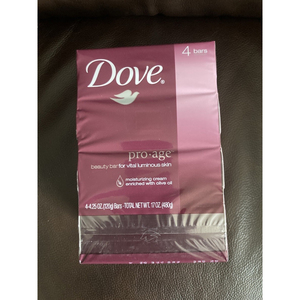 4 bars
Dove®
pro·age
beauty bar for vital luminous skin
moisturizing cream
enriched with olive oil
4-4.25 OZ. (120g) Bars -TOTAL NET WT. 17 OZ. (480g)